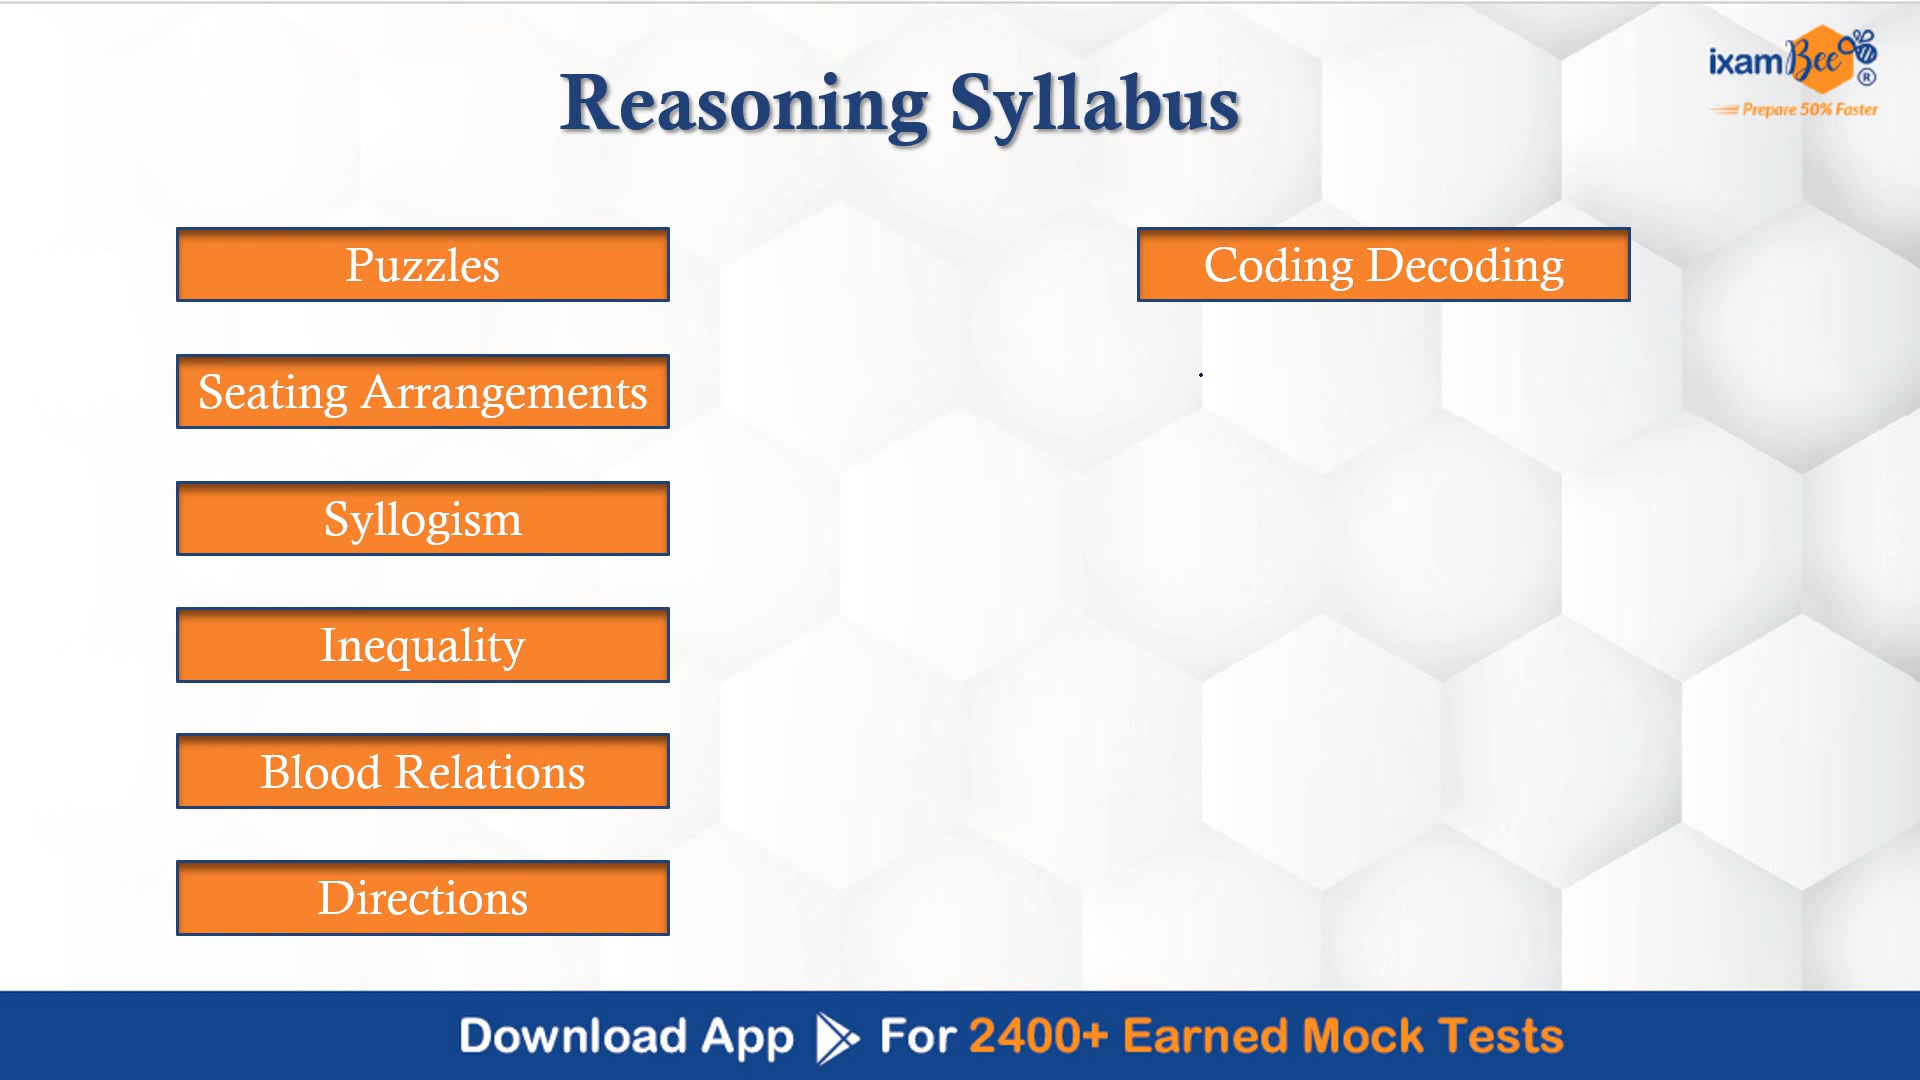 ixamBee®
Prepare 50% Faster
Reasoning Syllabus
Puzzles
Seating Arrangements
Syllogism
Inequality
Blood Relations
Directions
Coding Decoding
Download App For 2400+ Earned Mock Tests